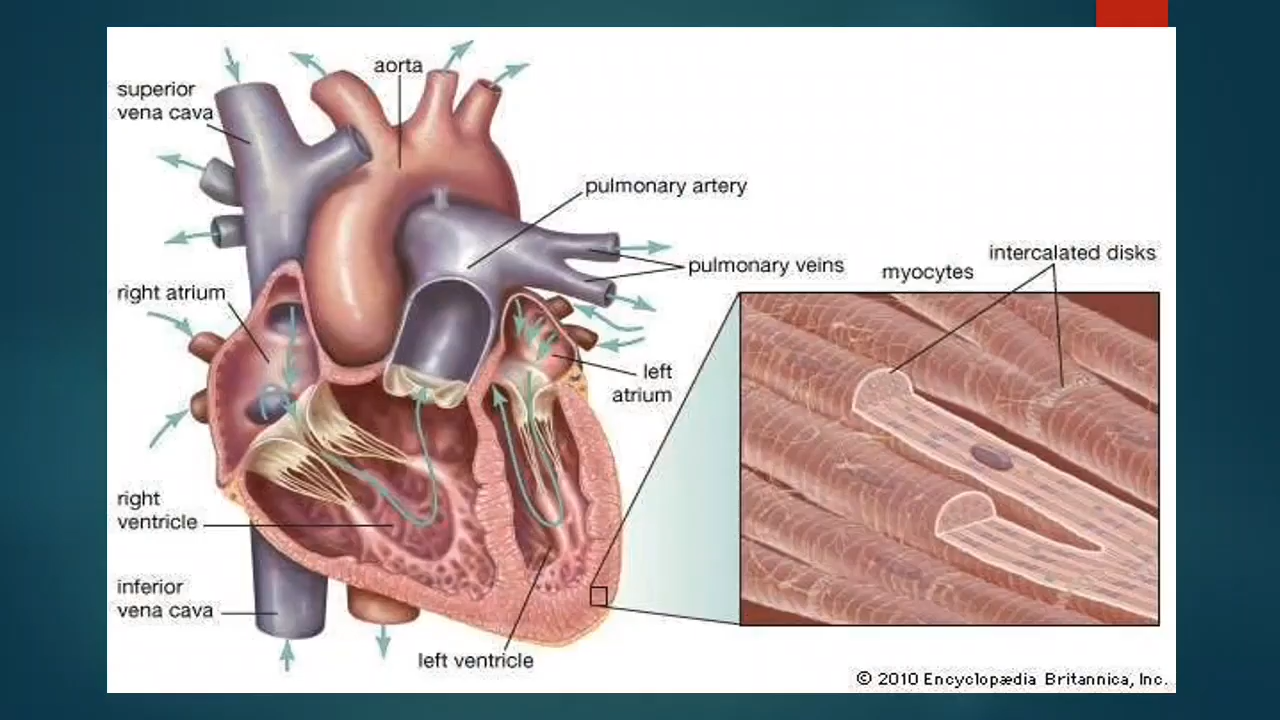 aorta
superior
vena cava
pulmonary artery
pulmonary veins
intercalated disks
myocytes
right atrium
left
atrium
right
ventricle
inferior
vena cava
left ventricle
© 2010 Encyclopædia Britannica, Inc.